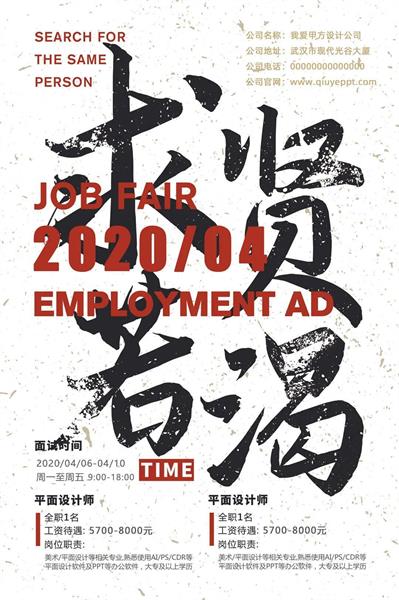 SEARCH FOR
THE SAME
PERSON
公司名称：我爱甲方设计公司
公司地址：武汉市现代光谷大厦
公司电话：00000000000000
公司官网：www.qiuyeppt.com
求贤
若渴
JOB FAIR
2020/04
EMPLOYMENT AD
面试时间
2020/04/06-04/10
周一至周五 9:00-18:00
TIME
平面设计师
全职1名
工资待遇: 5700-8000元
岗位职责:
美术/平面设计等相关专业,熟悉使用AI/PS/CDR等
平面设计软件及PPT等办公软件，大专及以上学历
平面设计师
全职1名
工资待遇: 5700-8000元
岗位职责:
美术/平面设计等相关专业,熟悉使用AI/PS/CDR等
平面设计软件及PPT等办公软件，大专及以上学历